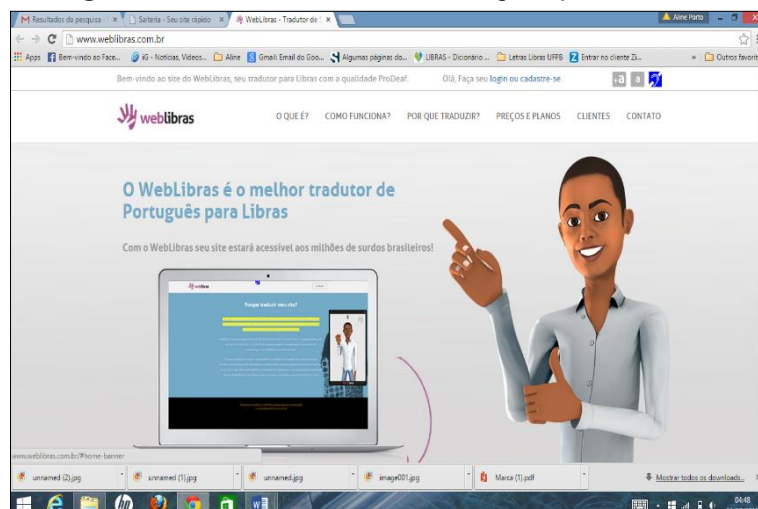 Resultados da pesquisa -
Saiteria - Seu site rápido
WebLibras - Tradutor de S
Aline Porto
www.weblibras.com.br
Apps
Bem-vindo ao Face...
iG - Notícias, Vídeos...
Aline
Gmail: Email do Goo...
Algumas páginas do...
LIBRAS - Dicionário ...
Letras Libras UFPB
Entrar no cliente Zi...
»
Outros favorit
Bem-vindo ao site do WebLibras, seu tradutor para Libras com a qualidade ProDeaf
Olá, Faça seu login ou cadastre-se
+a
a
weblibras
O QUE É?
COMO FUNCIONA?
POR QUE TRADUZIR?
PREÇOS E PLANOS
CLIENTES
CONTATO
O WebLibras é o melhor tradutor de
Português para Libras
Com o WebLibras seu site estará acessível aos milhões de surdos brasileiros!
weblibras
Porque traduzir meu site?
www.weblibras.com.br/#home-banner
unnamed (2).jpg
unnamed (1).jpg
unnamed.jpg
image001.jpg
Marca (1).pdf
Mostrar todos os downloads...
04:48